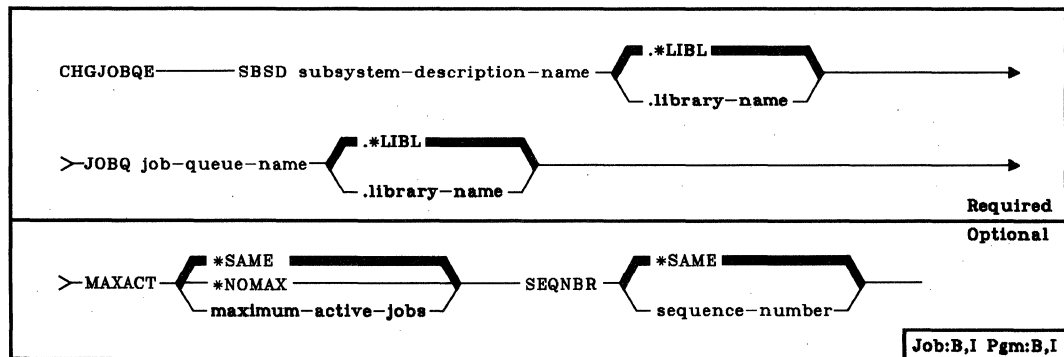 .*LIBL
CHGJOBQE SBSD subsystem-description-name
.library-name
.*LIBL
JOBQ job-queue-name
.library-name
Required
Optional
*SAME *SAME
MAXACT *NOMAX SEQNBR
maximum-active-jobs sequence-number
Job:B,I Pgm:B,I